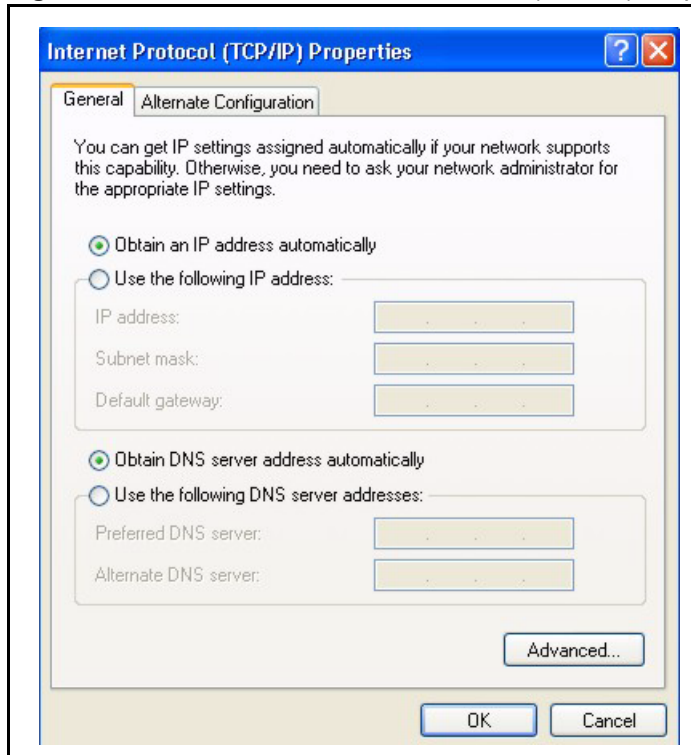 Internet Protocol (TCP/IP) Properties
General
Alternate Configuration
You can get IP settings assigned automatically if your network supports
this capability. Otherwise, you need to ask your network administrator for
the appropriate IP settings.
Obtain an IP address automatically
Use the following IP address:
IP address:
Subnet mask:
Default gateway:
Obtain DNS server address automatically
Use the following DNS server addresses:
Preferred DNS server:
Alternate DNS server:
Advanced...
OK
Cancel